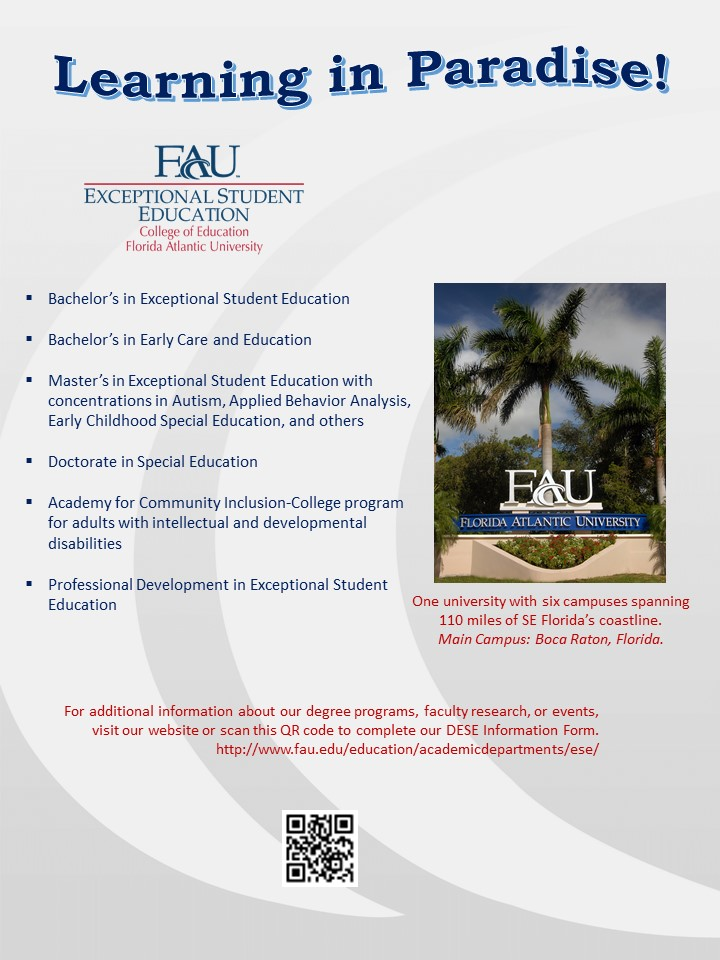 Learning in Paradise!
FAU
EXCEPTIONAL STUDENT
EDUCATION
College of Education
Florida Atlantic University
▪ Bachelor’s in Exceptional Student Education
▪ Bachelor’s in Early Care and Education
▪ Master’s in Exceptional Student Education with
concentrations in Autism, Applied Behavior Analysis,
Early Childhood Special Education, and others
▪ Doctorate in Special Education
▪ Academy for Community Inclusion-College program
for adults with intellectual and developmental
disabilities
▪ Professional Development in Exceptional Student
Education
FAU
FLORIDA ATLANTIC UNIVERSITY
One university with six campuses spanning
110 miles of SE Florida’s coastline.
Main Campus: Boca Raton, Florida.
For additional information about our degree programs, faculty research, or events,
visit our website or scan this QR code to complete our DESE Information Form.
http://www.fau.edu/education/academicdepartments/ese/